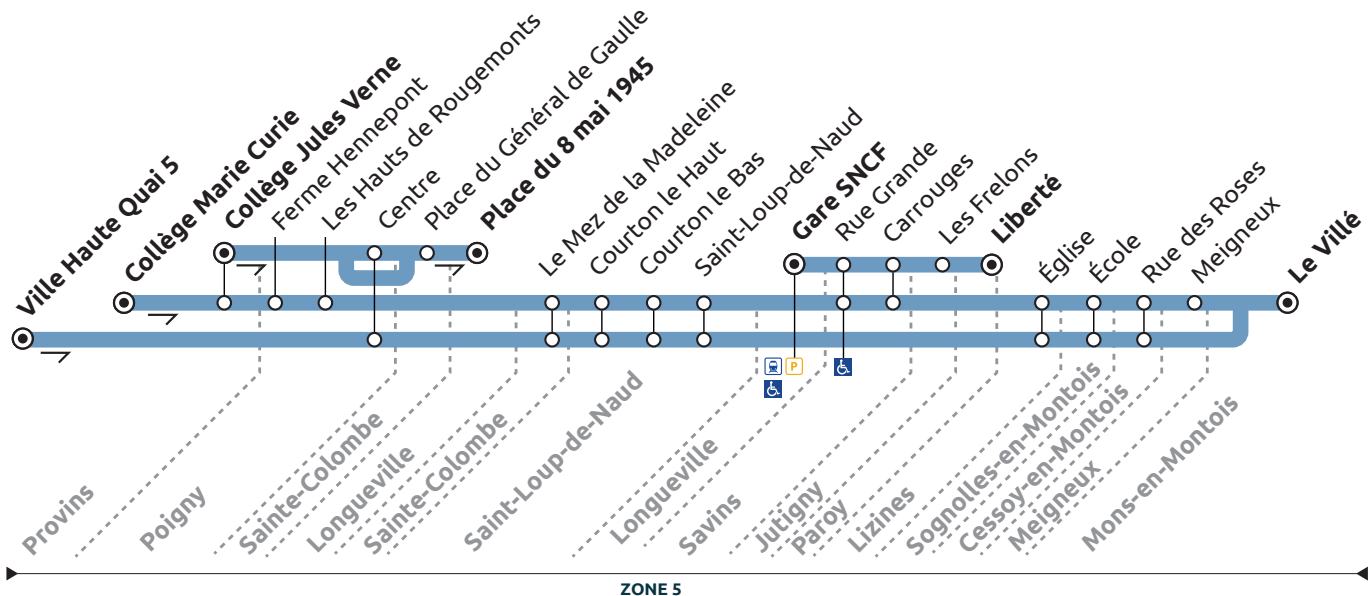 Ville Haute Quai 5
Collège Marie Curie
Collège Jules Verne
Ferme Hennepont
Les Hauts de Rougemonts
Centre
Place du Général de Gaulle
Place du 8 mai 1945
Le Mez de la Madeleine
Courton le Haut
Courton le Bas
Saint-Loup-de-Naud
Gare SNCF
Rue Grande
Carrouges
Les Frelons
Liberté
Église
École
Rue des Roses
Meigneux
Le Villé
P
Provins
Poigny
Sainte-Colombe
Longueville
Sainte-Colombe
Saint-Loup-de-Naud
Longueville
Savins
Jutigny
Paroy
Lizines
Sognolles-en-Montois
Cessoy-en-Montois
Meigneux
Mons-en-Montois
ZONE 5